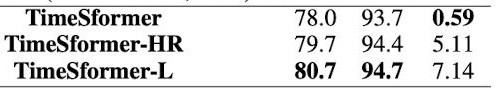 TimeSformer 78.0 93.7 0.59
TimeSformer-HR 79.7 94.4 5.11
TimeSformer-L 80.7 94.7 7.14